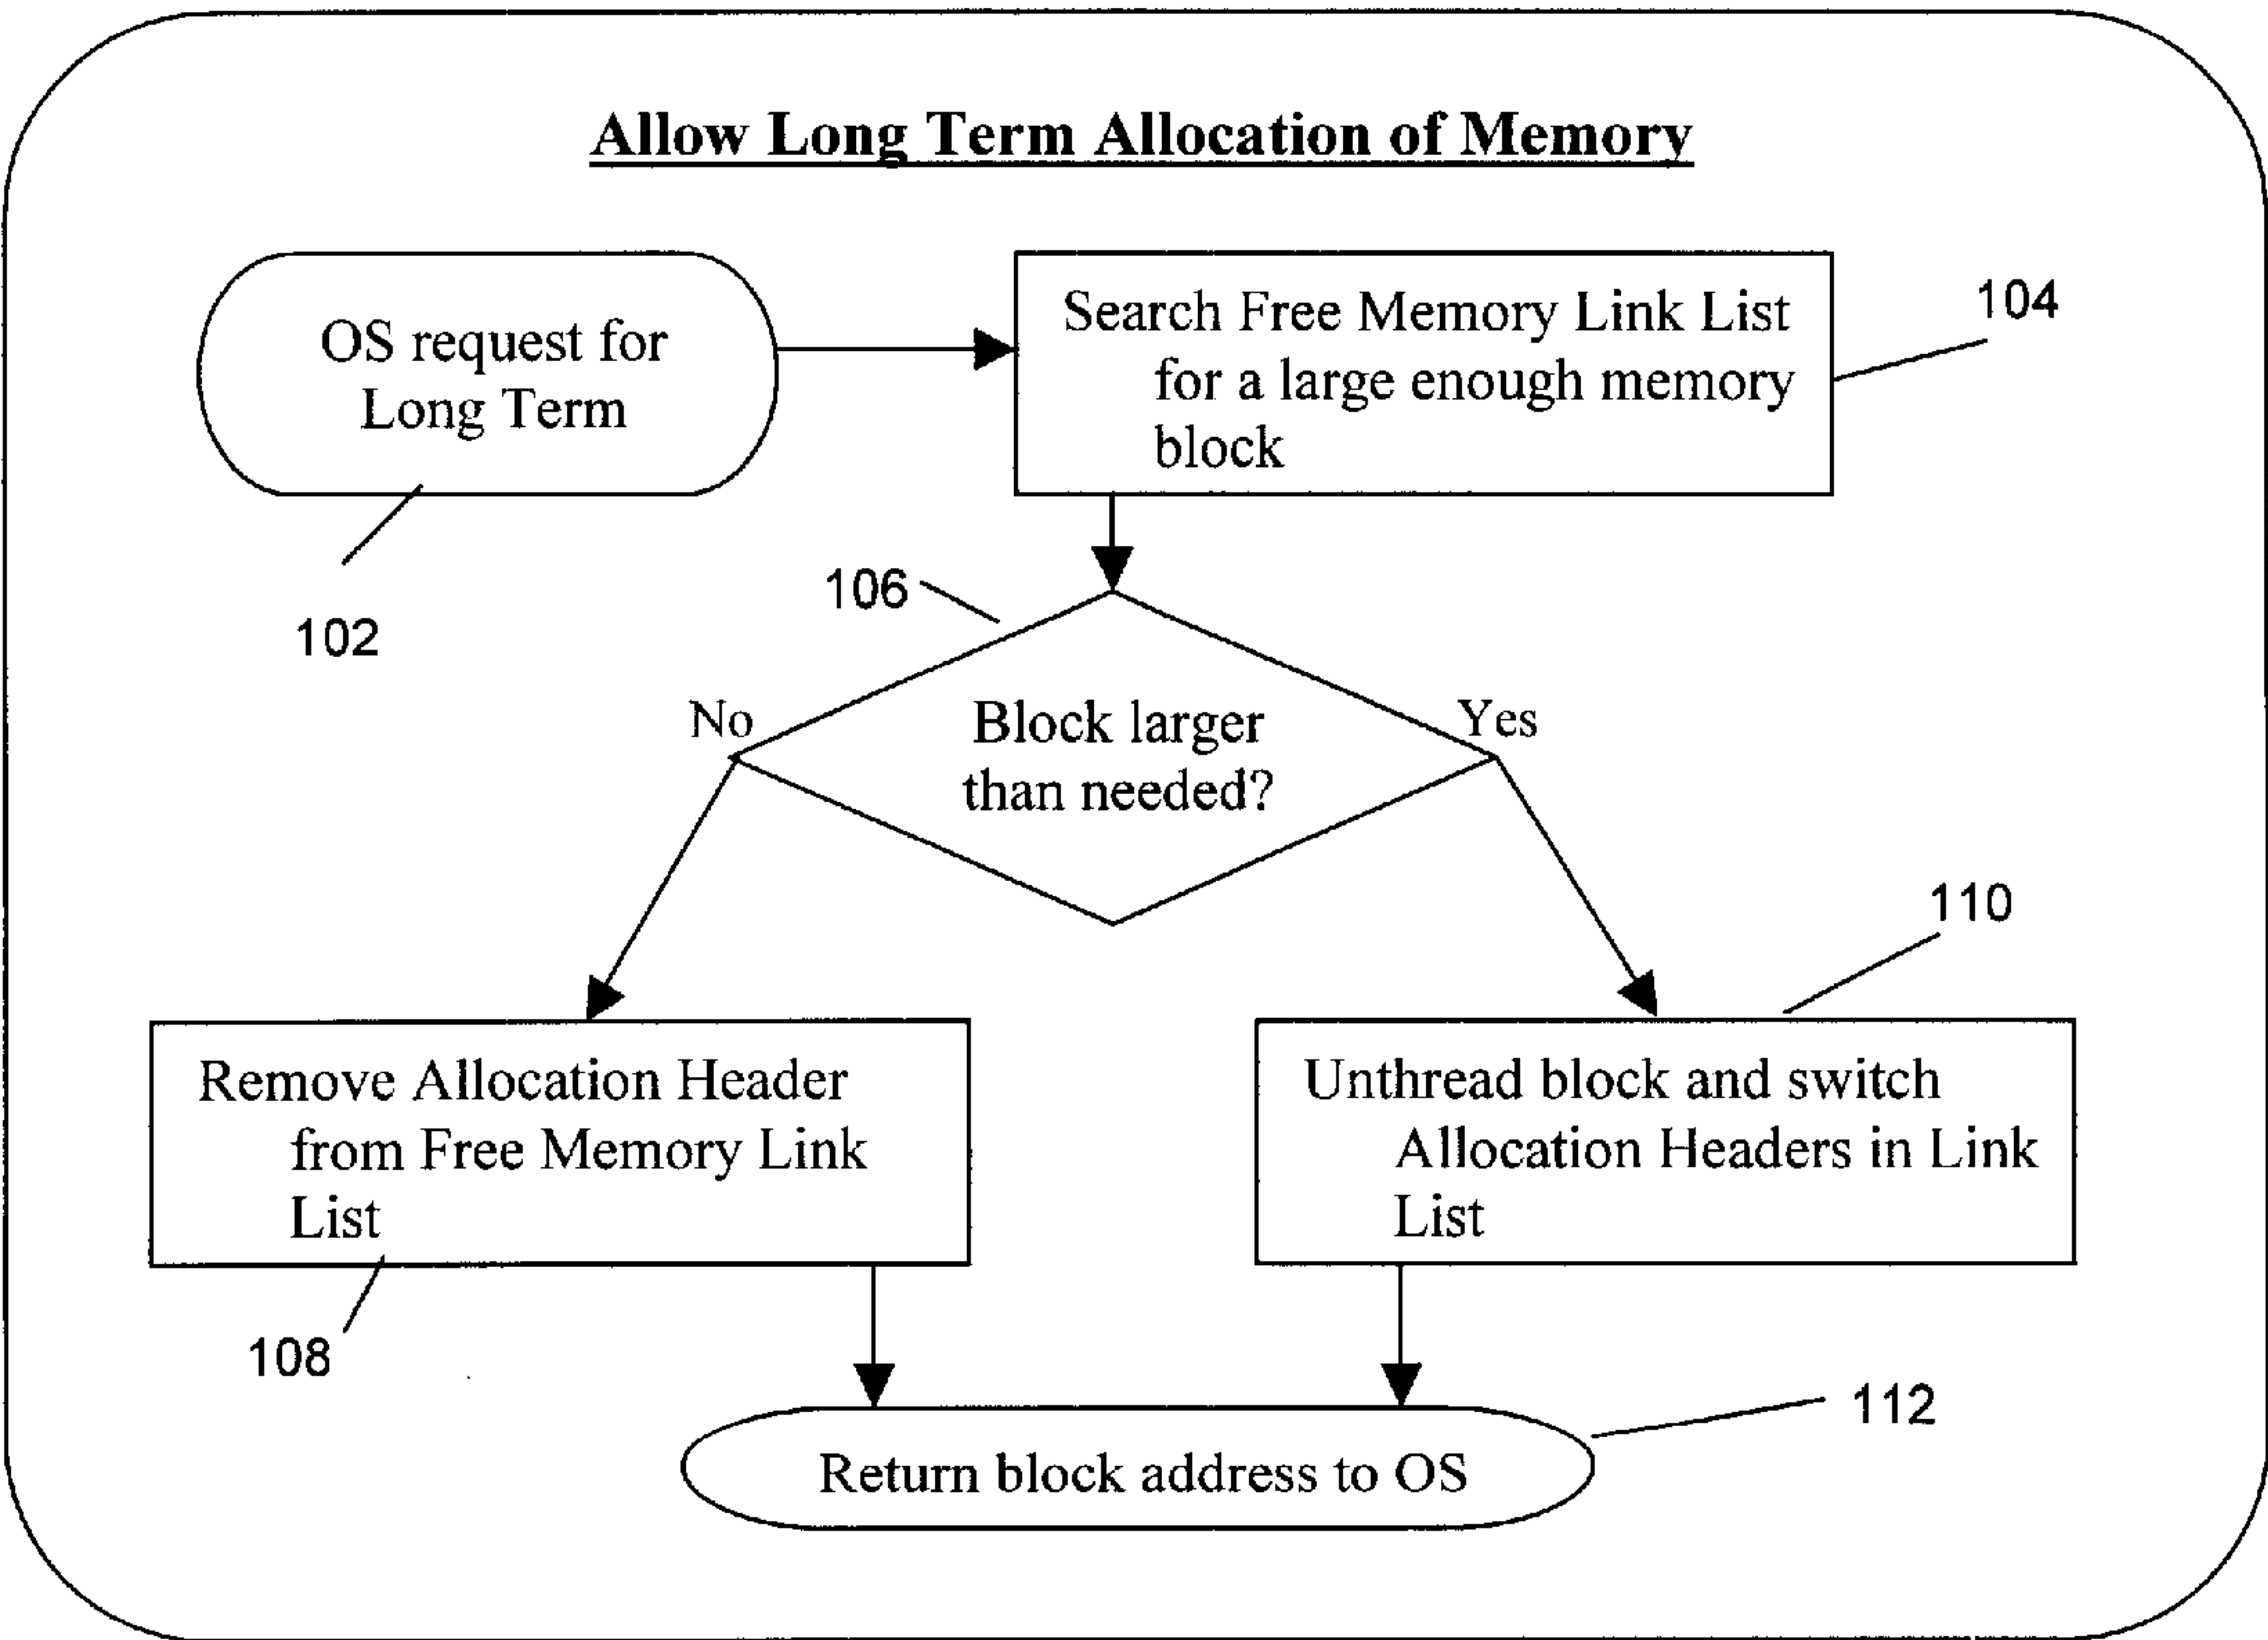 Allow Long Term Allocation of Memory
OS request for
Long Term
102
Search Free Memory Link List
for a large enough memory
block
104
106
Block larger
than needed?
No
Yes
Remove Allocation Header
from Free Memory Link
List
108
110
Unthread block and switch
Allocation Headers in Link
List
Return block address to OS
112